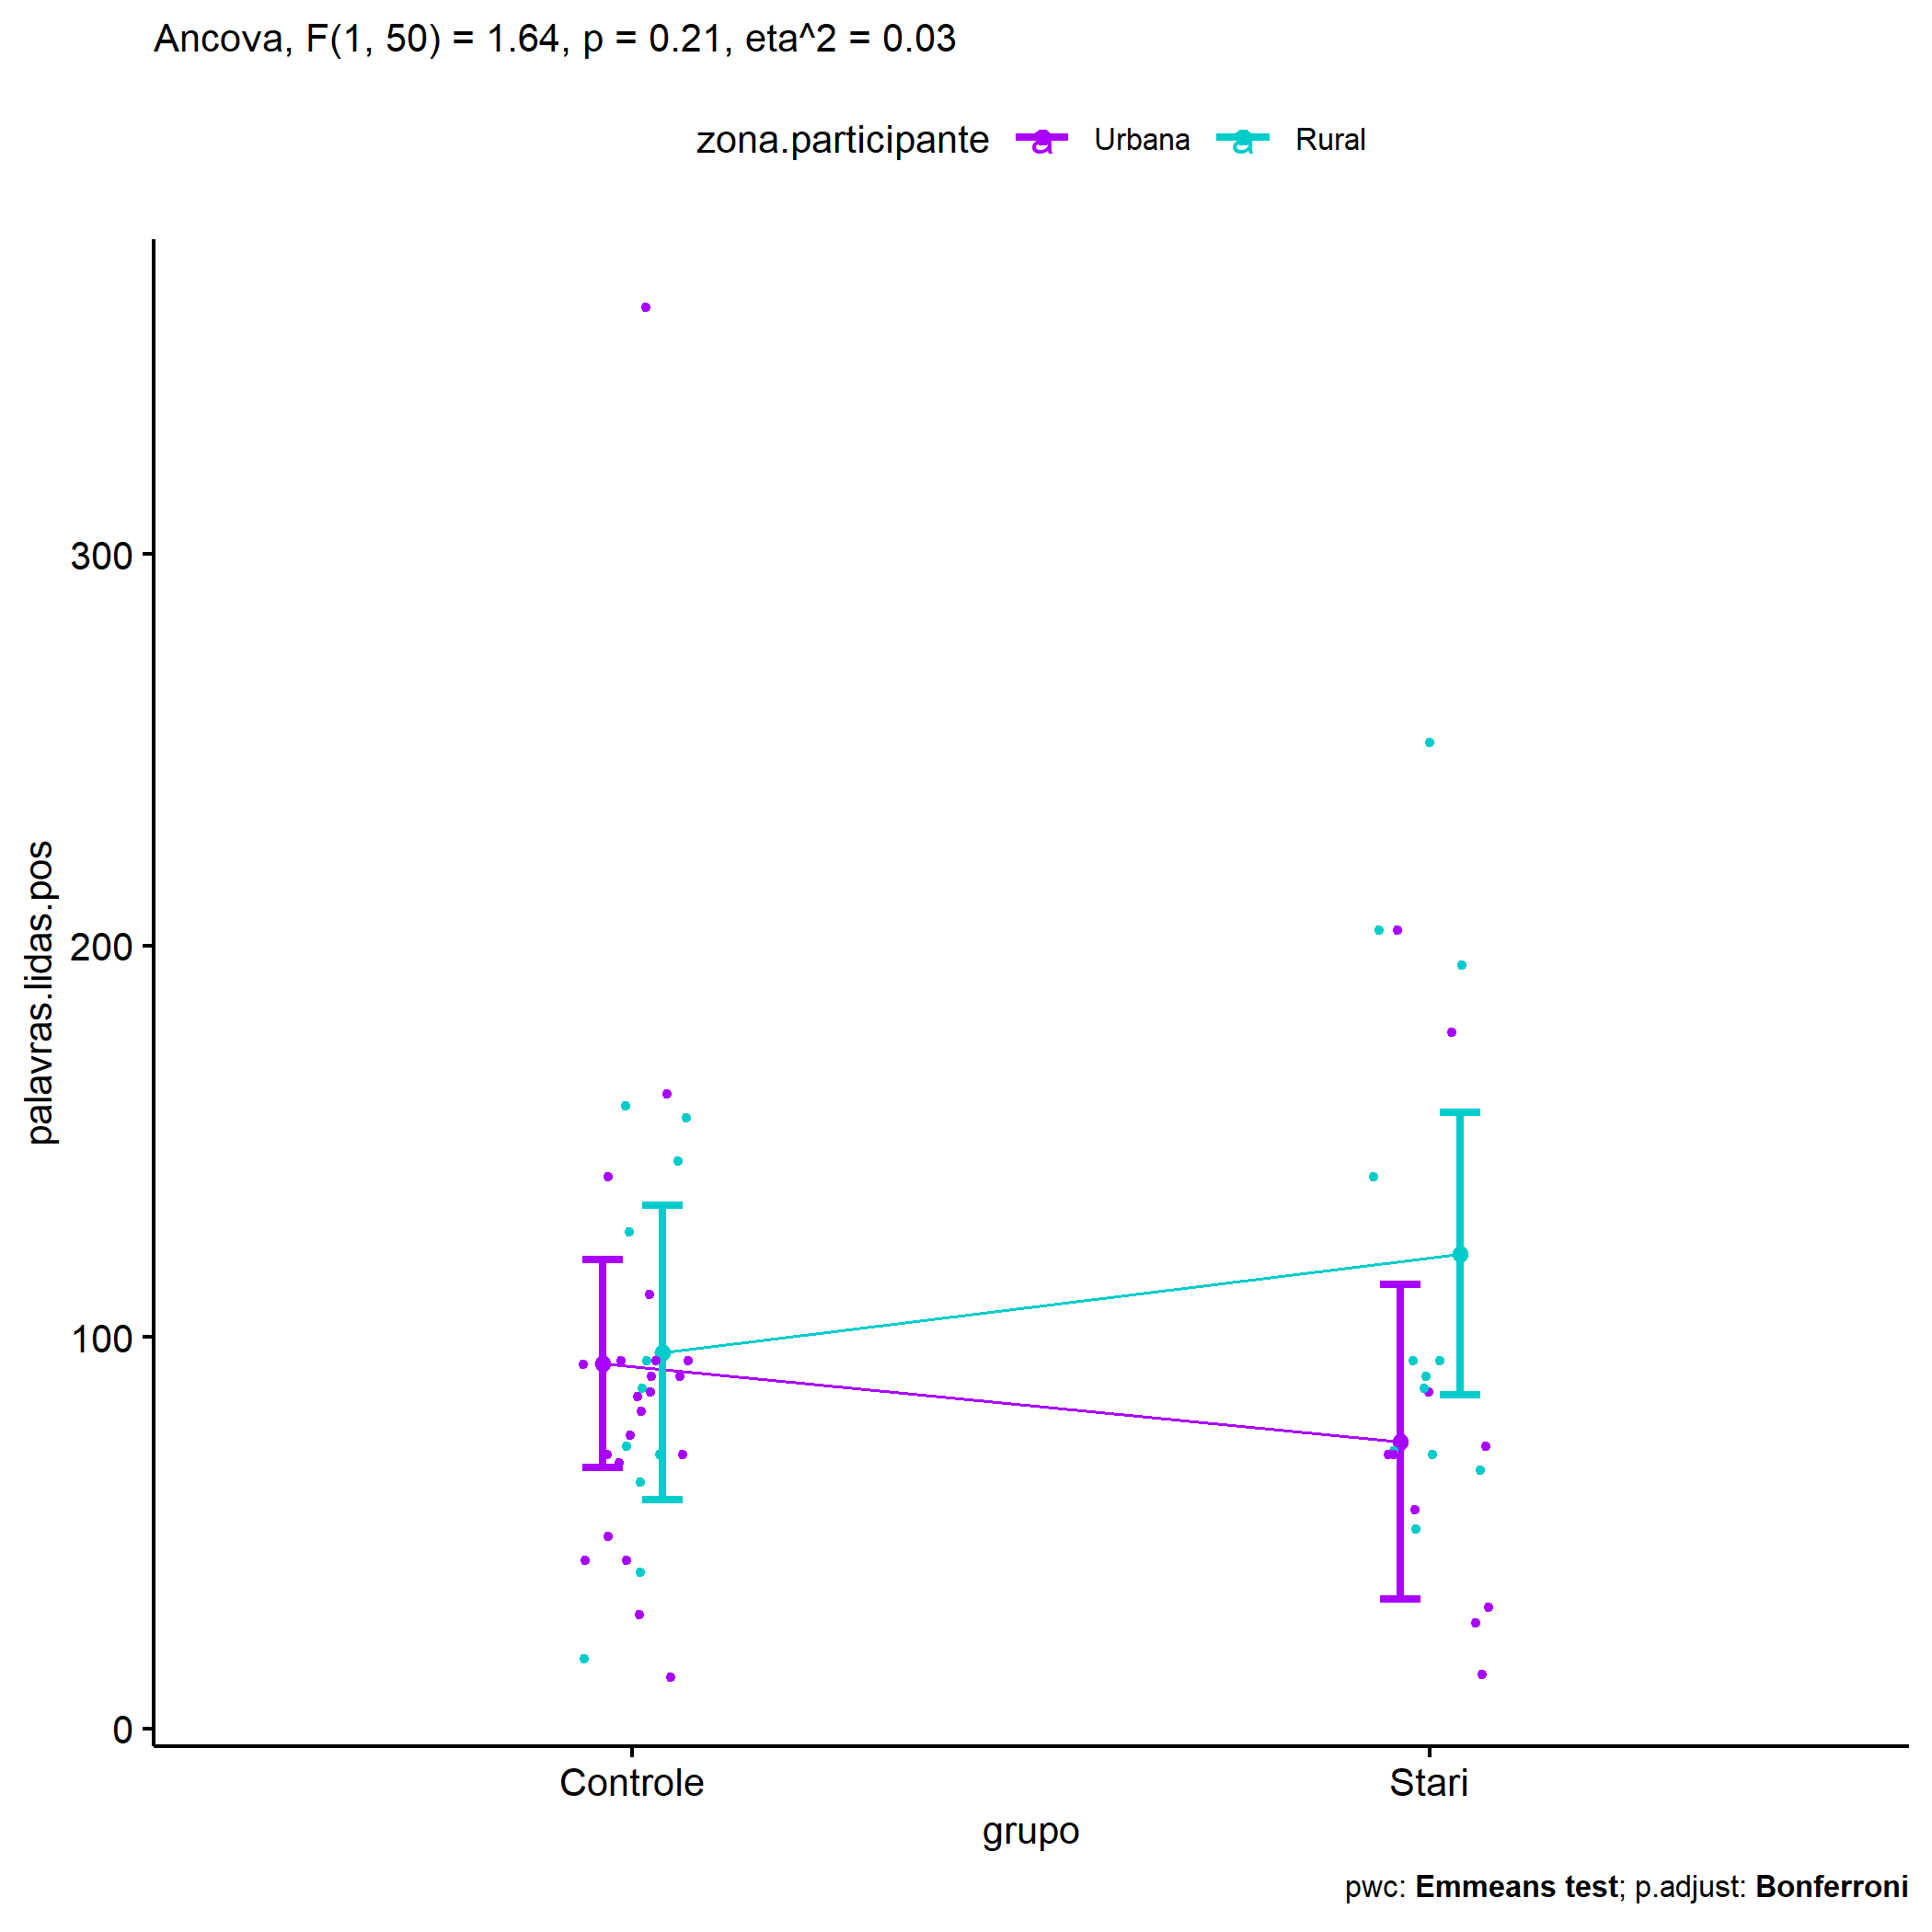 Ancova, F(1, 50) = 1.64, p = 0.21, eta^2 = 0.03
zona.participante a Urbana a Rural
palavras.lidas.pos
300
200
100
0
Controle Stari
grupo
pwc: Emmeans test; p.adjust: Bonferroni